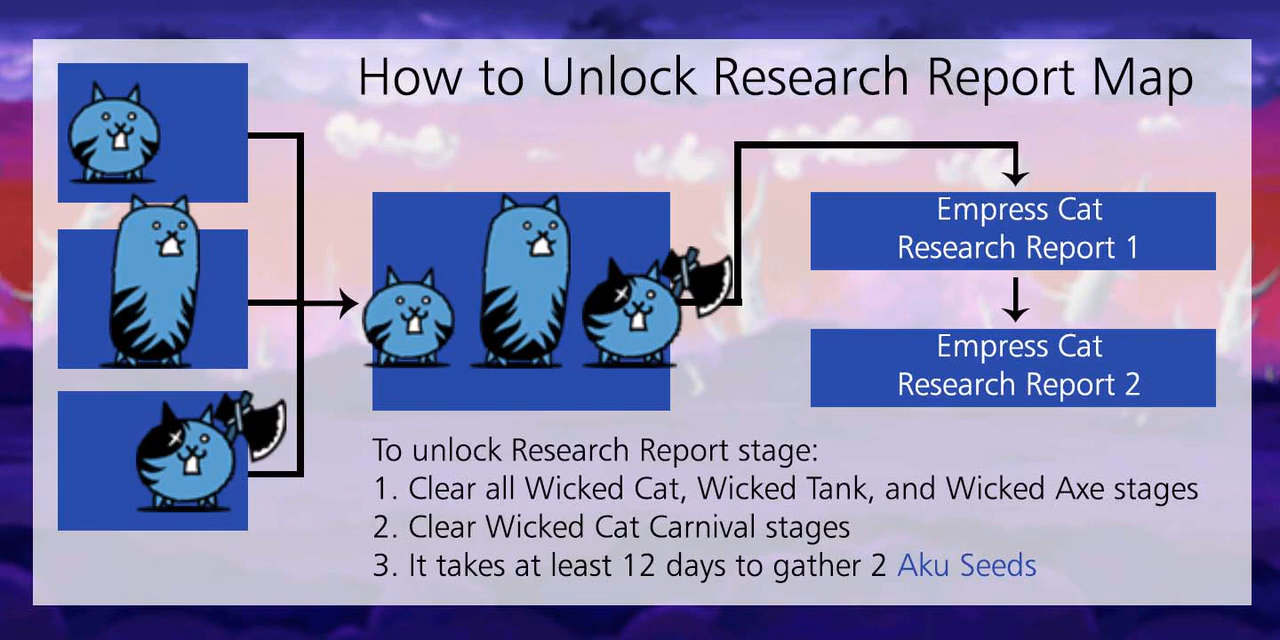 How to Unlock Research Report Map
Empress Cat
Research Report 1
Empress Cat
Research Report 2
To unlock Research Report stage:
1. Clear all Wicked Cat, Wicked Tank, and Wicked Axe stages
2. Clear Wicked Cat Carnival stages
3. It takes at least 12 days to gather 2 Aku Seeds